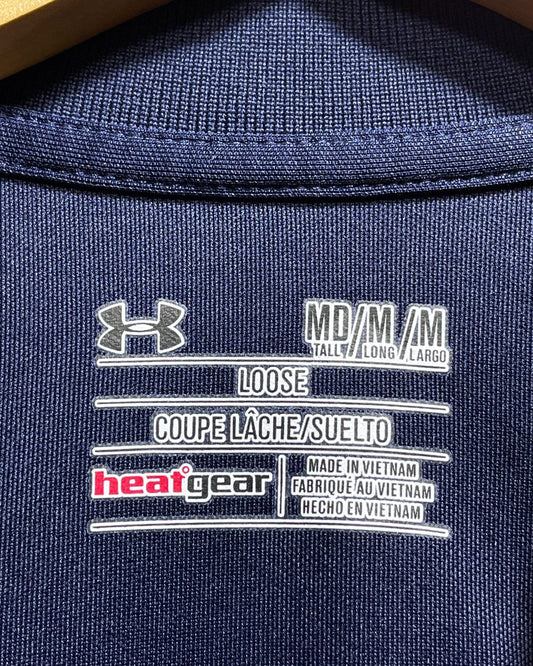 MD/M/M
TALL LONG LARGO
LOOSE
COUPE LÂCHE/SUELTO
heatgear
MADE IN VIETNAM
FABRIQUÉ AU VIETNAM
HECHO EN VIETNAM